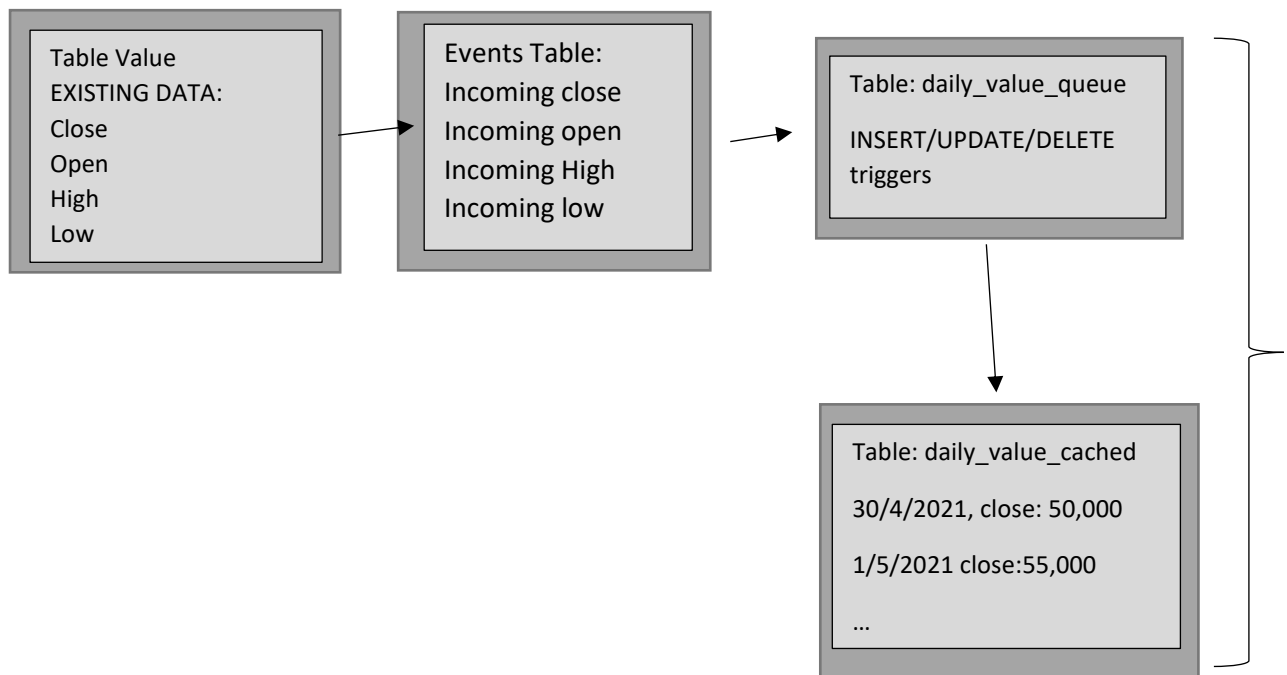 Table Value
EXISTING DATA:
Close
Open
High
Low
Events Table:
Incoming close
Incoming open
Incoming High
Incoming low
Table: daily_value_queue
INSERT/UPDATE/DELETE
triggers
Table: daily_value_cached
30/4/2021, close: 50,000
1/5/2021 close:55,000
…